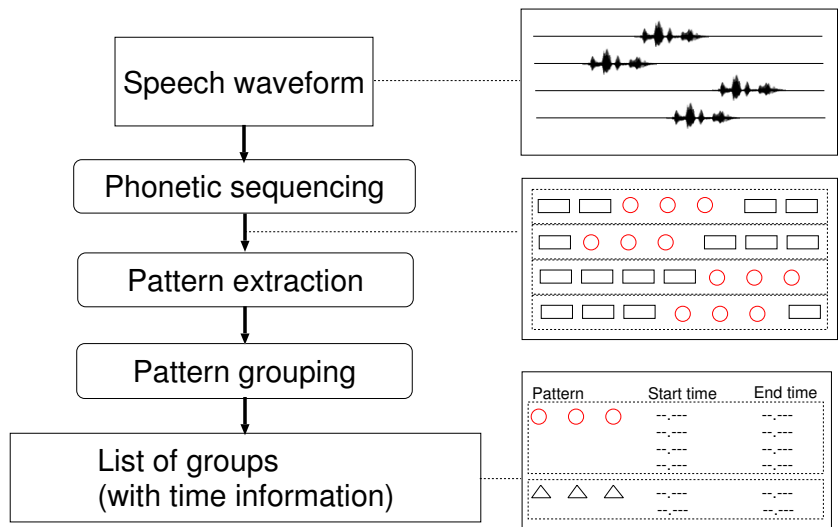 Speech waveform
Phonetic sequencing
Pattern extraction
Pattern grouping
List of groups
(with time information)
Pattern Start time End time
--.--- --.---
--.--- --.---
--.--- --.---
--.--- --.---
--.--- --.---
--.--- --.---